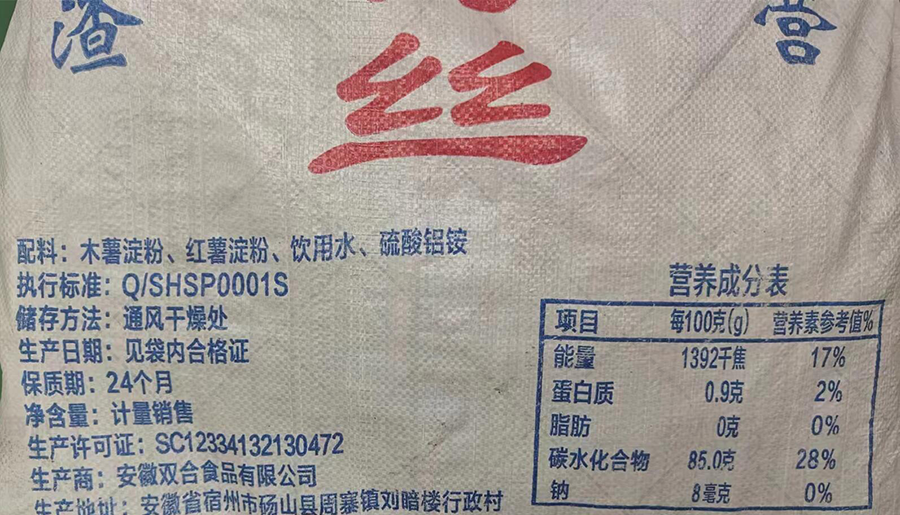 渣
营
丝
配料：木薯淀粉、红薯淀粉、饮用水、硫酸铝铵
执行标准：Q/SHSP0001S
储存方法：通风干燥处
生产日期：见袋内合格证
保质期：24个月
净含量：计量销售
生产许可证：SC12334132130472
生产商：安徽双合食品有限公司
生产地址：安徽省宿州市砀山县周寨镇刘暗楼行政村
营养成分表
项目 每100克(g) 营养素参考值%
能量 1392千焦 17%
蛋白质 0.9克 2%
脂肪 0克 0%
碳水化合物 85.0克 28%
钠 8毫克 0%